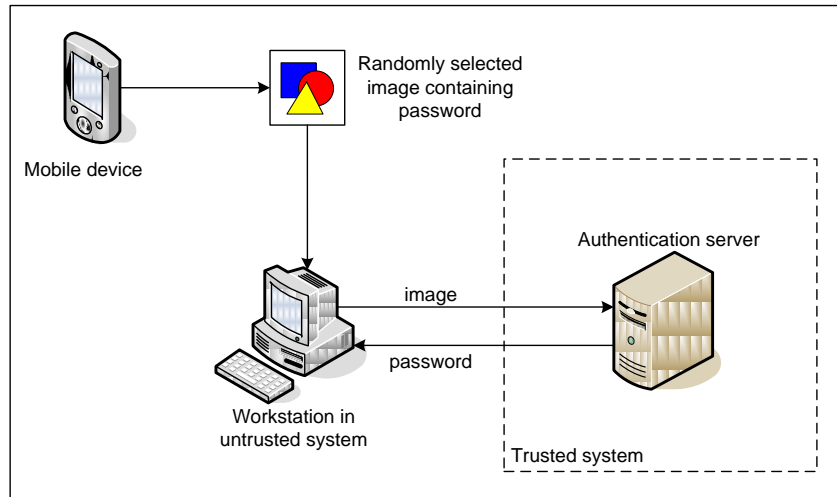 Randomly selected
image containing
password
Mobile device
Authentication server
image
password
Workstation in
untrusted system
Trusted system